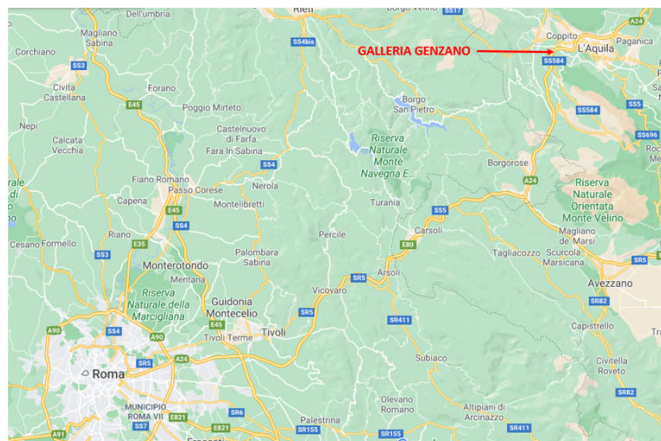 Dell'umbria
Rieti
Borgo Velino
SS17
Magliano
Sabina
SS4bis
GALLERIA GENZANO
Coppito
A24
Paganica
L'Aquila
Corchiano
SS3
SS584
Civita
Castellana
Forano
E45
Poggio Mirteto
Borgo
San Pietro
SS584
SS5
Nepi
Castelnuovo
di Farfa
Fara In Sabina
Riserva
Naturale
Monte
Navegna E...
SS696
Calcata
Vecchia
SS4
Borgorose
Fiano Romano
Passo Corese
Nerola
A24
Riserva
Naturale
Orientata
Monte Velino
Capena
E45
Montelibretti
Turania
SS5
Cesano
Formello
Riano
E35
SS4
Percile
Carsoli
E80
Magliano
de' Marsi
SS3
Monterotondo
Palombara
Sabina
Tagliacozzo
Scurcola
Marsicana
SR5
Mentana
SR5
Arsoli
Avezzano
Riserva
Naturale della
Marcigliana
Guidonia
Montecelio
Vicovaro
SR82
A90
SS4
A90
E45
SR5
SR411
Capistrello
Tivoli Terme
Tivoli
SR5
A24
Subiaco
Civitella
Roveto
Roma
MUNICIPIO
ROMA VII
E821
SR6
Olevano
Romano
Altipiani di
Arcinazzo
SR82
A91
SS7
E821
Palestrina
SR155
SR155
SR411